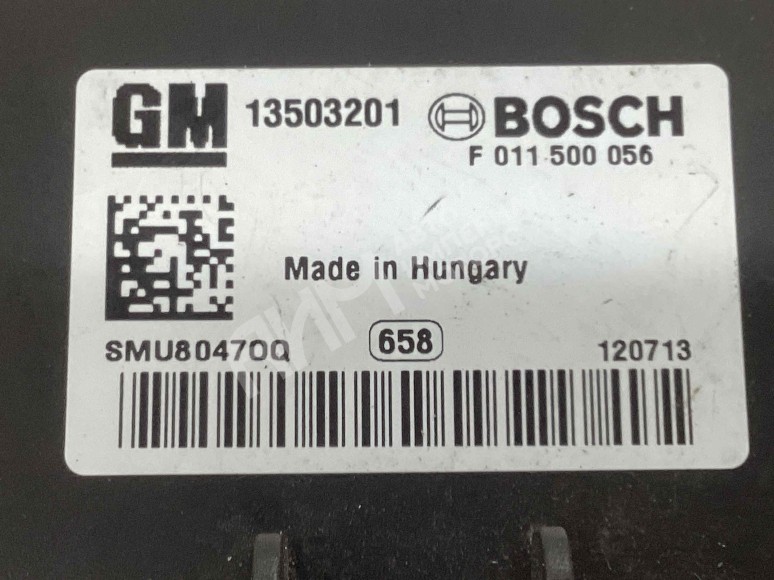 GM 13503201 BOSCH
F 011 500 056
Made in Hungary
SMU80470Q 658 120713